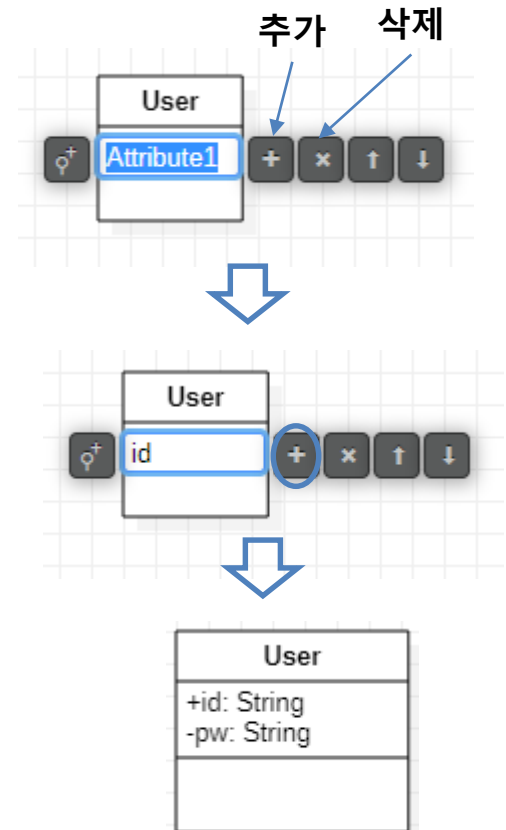 추가 삭제
User
Attribute1
User
id
User
+id: String
-pw: String